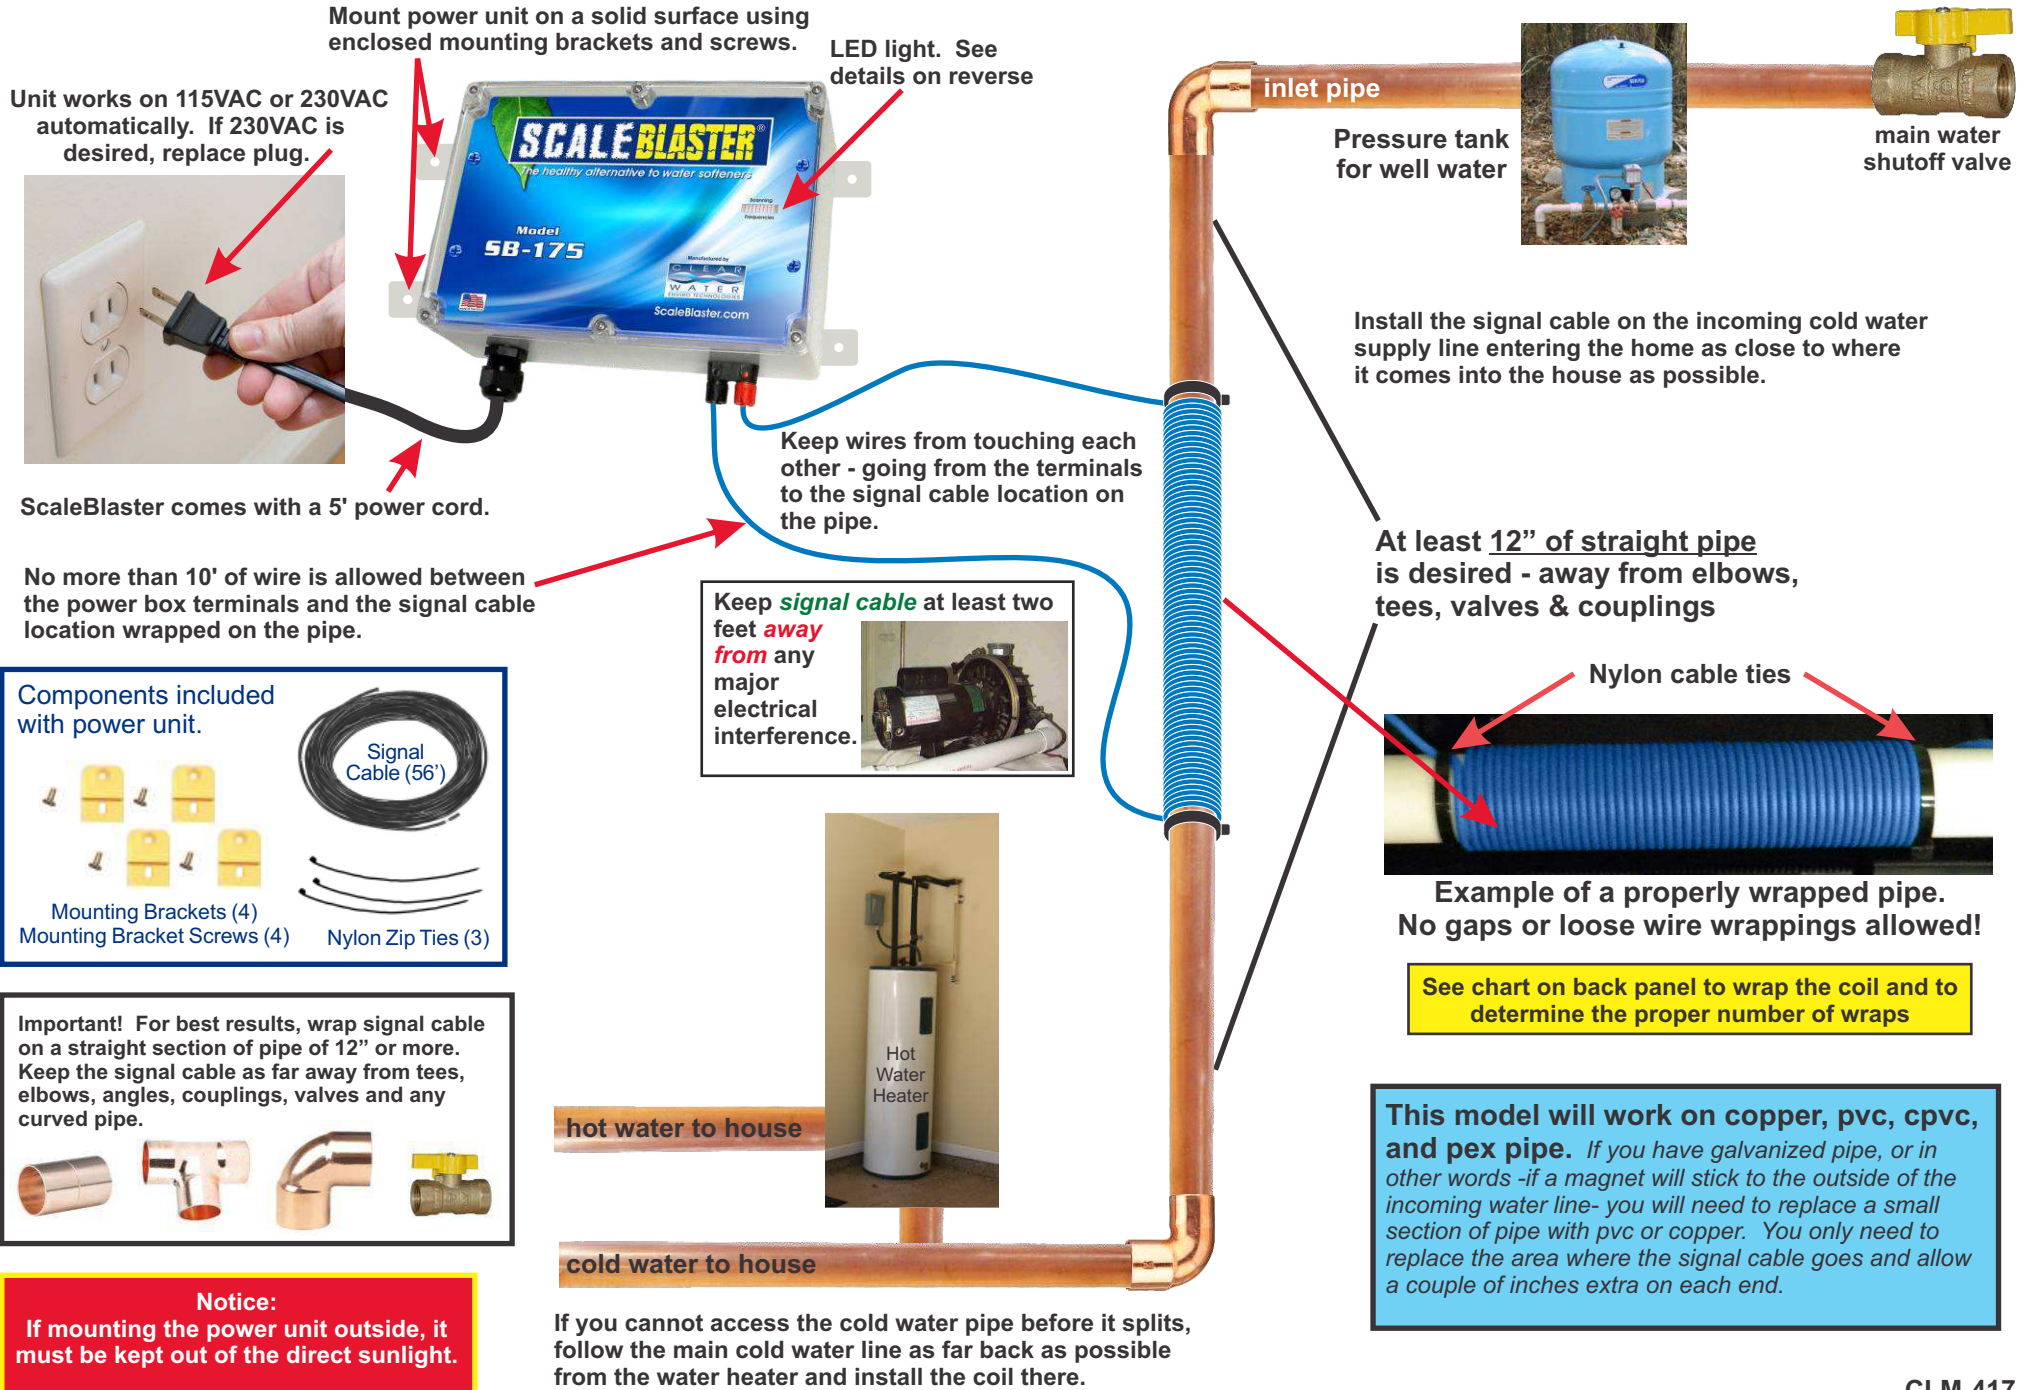 Mount power unit on a solid surface using
enclosed mounting brackets and screws.
LED light.  See
details on reverse
Unit works on 115VAC or 230VAC
automatically.  If 230VAC is
desired, replace plug.
SCALEBLASTER®
The healthy alternative to water softeners
Scanning
Frequencies
Model
SB-175
Manufactured by
CLEAR
WATER
ENVIRO TECHNOLOGIES
ScaleBlaster.com
inlet pipe
Pressure tank
for well water
main water
shutoff valve
Install the signal cable on the incoming cold water
supply line entering the home as close to where
it comes into the house as possible.
Keep wires from touching each
other - going from the terminals
to the signal cable location on
the pipe.
ScaleBlaster comes with a 5' power cord.
No more than 10' of wire is allowed between
the power box terminals and the signal cable
location wrapped on the pipe.
At least 12” of straight pipe
is desired - away from elbows,
tees, valves & couplings
Keep signal cable at least two
feet away
from any
major
electrical
interference.
Nylon cable ties
Components included
with power unit.
Signal
Cable (56’)
Mounting Brackets (4)
Mounting Bracket Screws (4)
Nylon Zip Ties (3)
Example of a properly wrapped pipe.
No gaps or loose wire wrappings allowed!
See chart on back panel to wrap the coil and to
determine the proper number of wraps
Important!  For best results, wrap signal cable
on a straight section of pipe of 12” or more.
Keep the signal cable as far away from tees,
elbows, angles, couplings, valves and any
curved pipe.
Hot
Water
Heater
hot water to house
cold water to house
This model will work on copper, pvc, cpvc,
and pex pipe.  If you have galvanized pipe, or in
other words -if a magnet will stick to the outside of the
incoming water line- you will need to replace a small
section of pipe with pvc or copper.  You only need to
replace the area where the signal cable goes and allow
a couple of inches extra on each end.
Notice:
If mounting the power unit outside, it
must be kept out of the direct sunlight.
If you cannot access the cold water pipe before it splits,
follow the main cold water line as far back as possible
from the water heater and install the coil there.
CLM-417